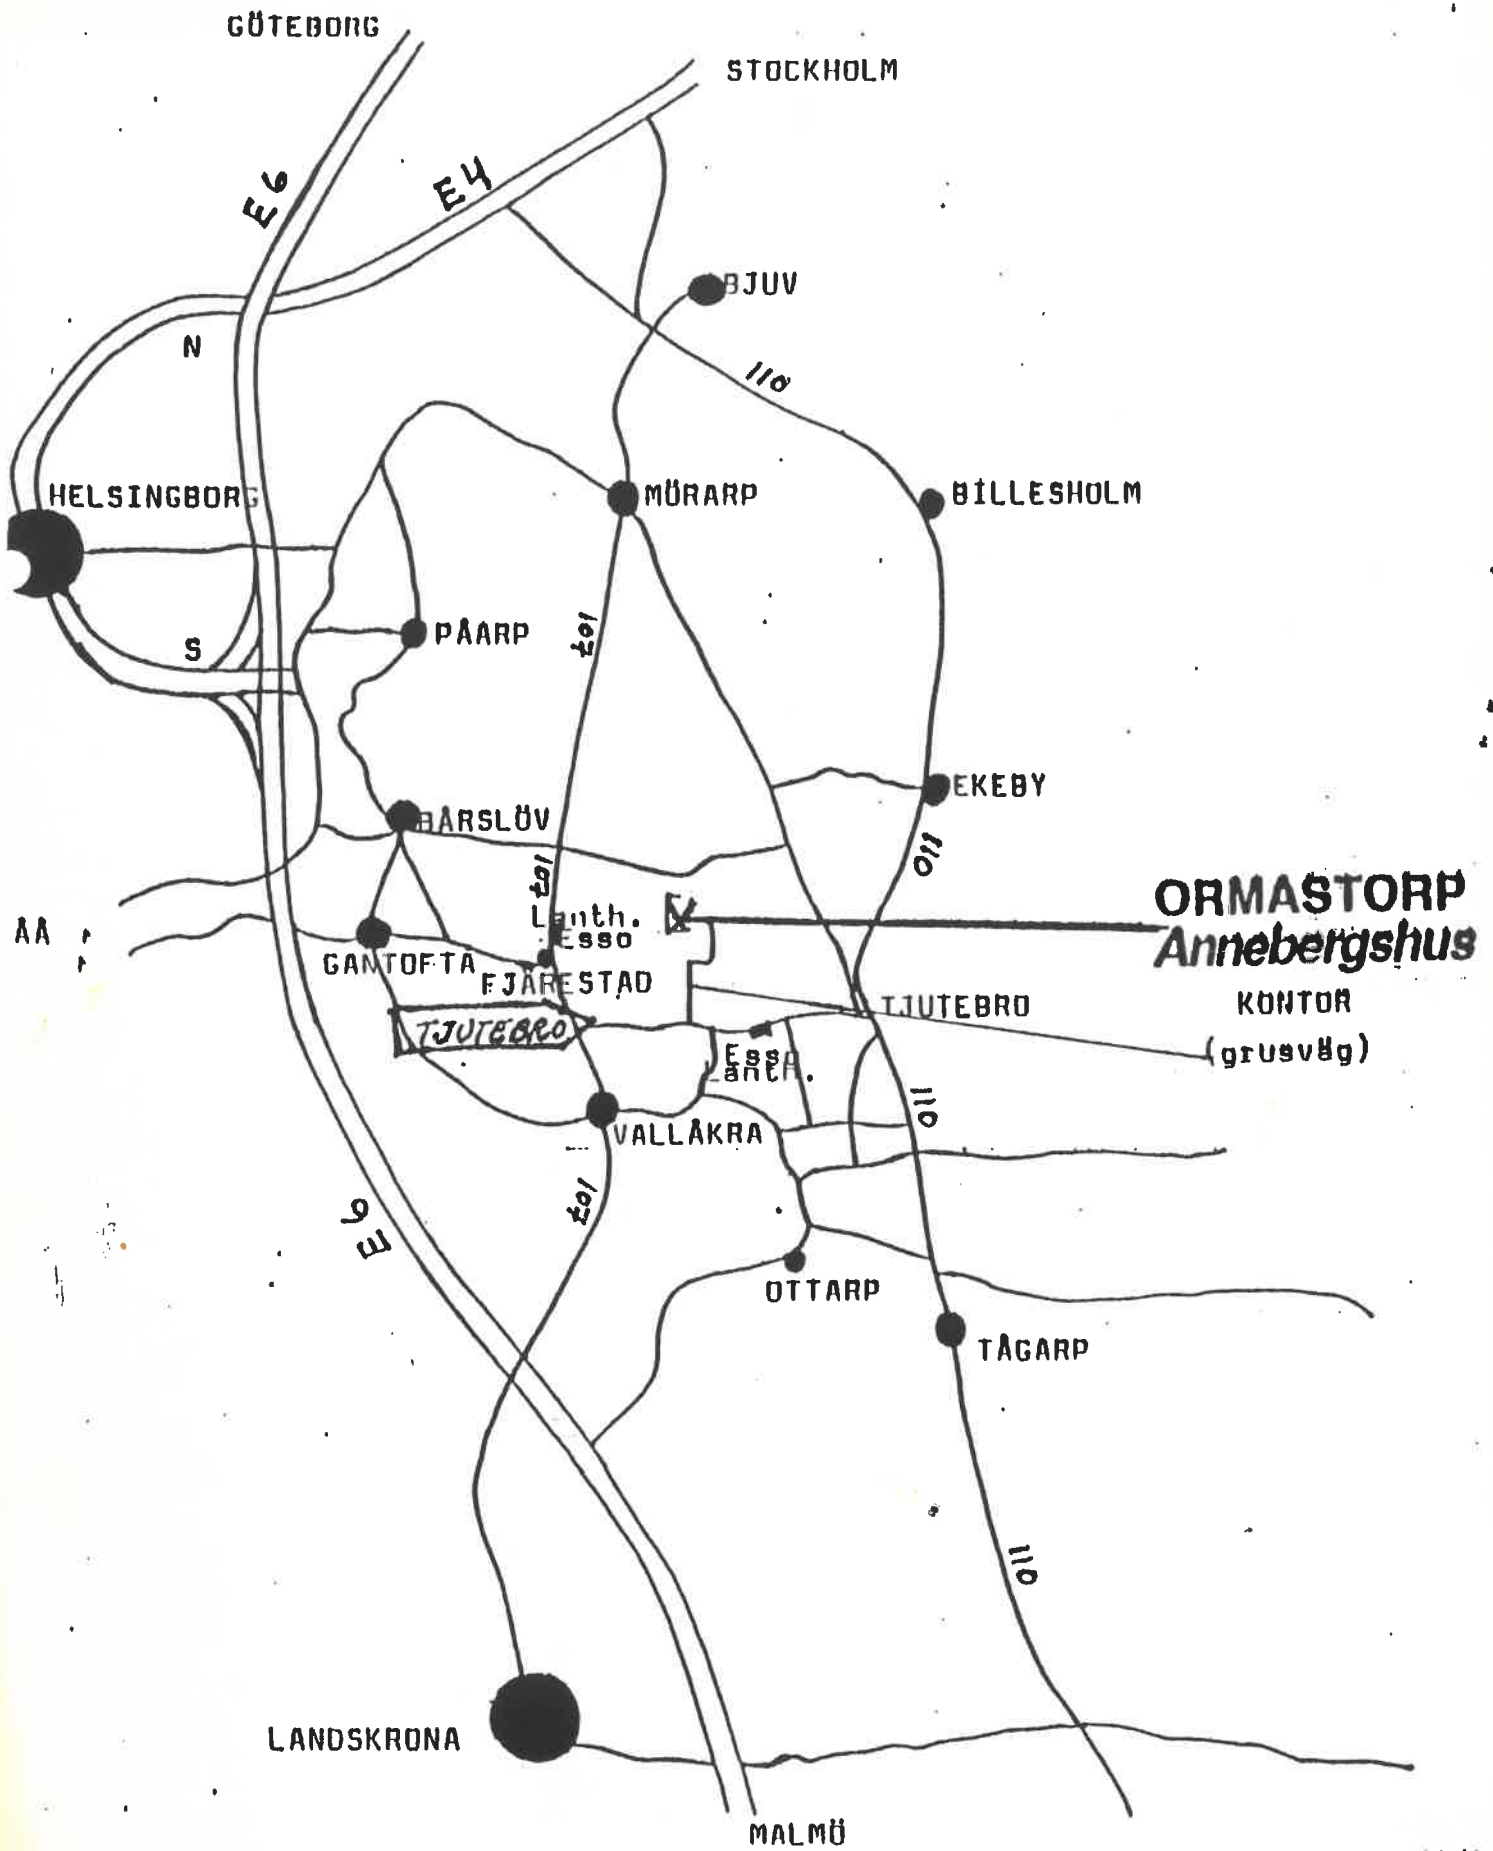 GÖTEBORG
STOCKHOLM
E6
E4
BJUV
N
110
HELSINGBORG
MÖRARP
BILLESHOLM
107
PÅARP
S
EKEBY
BÅRSLÖV
110
107
ORMASTORP
Lanth.
Esso
AA
Annebergshus
GANTOFTA
FJÄRESTAD
TJUTEBRO
KONTOR
TJUTEBRO
Esso
Lanth.
(grusväg)
110
VALLÅKRA
107
E6
OTTARP
TÅGARP
110
LANDSKRONA
MALMÖ